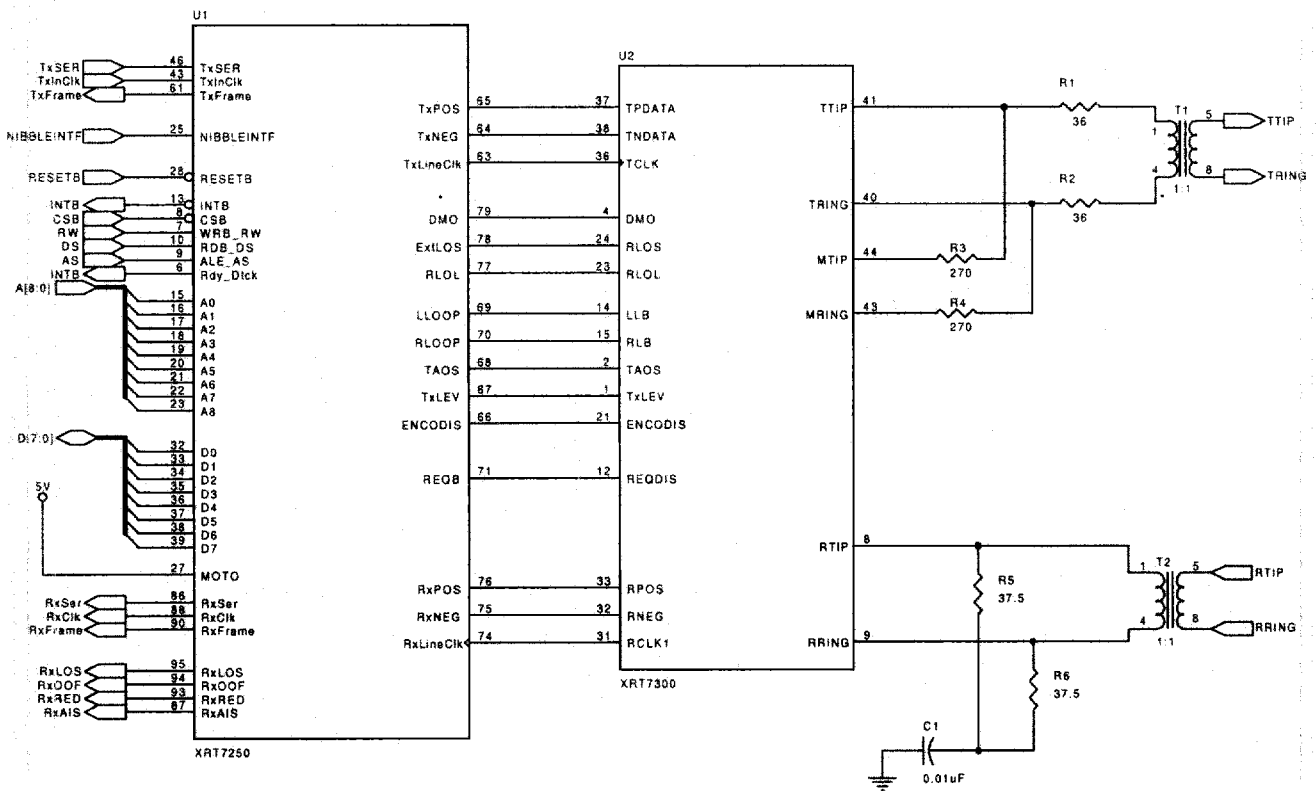 U1
TxSER 46 TxSER
TxInClk 43 TxInClk
TxFrame 61 TxFrame
NIBBLEINTF 25 NIBBLEINTF
RESETB 28 RESETB
INTB 13 INTB
CSB 8 CSB
RW 7 WRB_RW
DS 10 RDB_DS
AS 9 ALE_AS
INTB 6 Rdy_Dtck
A[8:0]
15 A0
16 A1
17 A2
18 A3
19 A4
20 A5
21 A6
22 A7
23 A8
D[7:0]
32 D0
33 D1
34 D2
35 D3
36 D4
37 D5
38 D6
39 D7
5V
27 MOTO
RxSer 86 RxSer
RxClk 88 RxClk
RxFrame 90 RxFrame
RxLOS 95 RxLOS
RxOOF 94 RxOOF
RxRED 93 RxRED
RxAIS 87 RxAIS
XRT7250
U2
TxPOS 65 37 TPDATA
TxNEG 64 38 TNDATA
TxLineClk 63 36 TCLK
DMO 79 4 DMO
ExtLOS 78 24 RLOS
RLOL 77 23 RLOL
LLOOP 69 14 LLB
RLOOP 70 15 RLB
TAOS 68 2 TAOS
TxLEV 67 1 TxLEV
ENCODIS 66 21 ENCODIS
REQB 71 12 REQDIS
RxPOS 76 33 RPOS
RxNEG 75 32 RNEG
RxLineClk 74 31 RCLK1
XRT7300
TTIP 41
R1
36
T1
1 5 TTIP
4 8 TRING
1:1
TRING 40
R2
36
MTIP 44
R3
270
MRING 43
R4
270
RTIP 8
R5
37.5
T2
1 5 RTIP
4 8 RRING
1:1
RRING 9
R6
37.5
C1
0.01uF